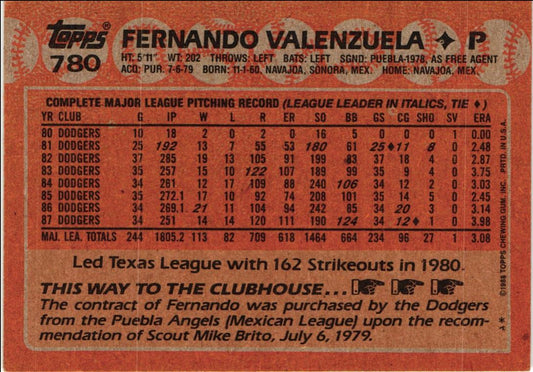 Topps FERNANDO VALENZUELA P
780 HT: 5'11" WT: 202 THROWS: LEFT BATS: LEFT SGND: PUEBLA-1978, AS FREE AGENT
ACQ: PUR. 7-6-79 BORN: 11-1-60, NAVAJOA, SONORA, MEX. HOME: NAVAJOA, MEX.
COMPLETE MAJOR LEAGUE PITCHING RECORD (LEAGUE LEADER IN ITALICS, TIE ♦)
YR CLUB G IP W L R ER SO BB GS CG SHO SV ERA
80 DODGERS 10 18 2 0 2 0 16 5 0 0 0 1 0.00
81 DODGERS 25 192 13 7 55 53 180 61 25 ♦11 8 0 2.48
82 DODGERS 37 285 19 13 105 91 199 83 37 18 4 0 2.87
83 DODGERS 35 257 15 10 122 107 189 99 35 9 4 0 3.75
84 DODGERS 34 261 12 17 109 88 240 106 34 12 2 0 3.03
85 DODGERS 35 272.1 17 10 92 74 208 101 35 14 5 0 2.45
86 DODGERS 34 269.1 21 11 104 94 242 85 34 20 3 0 3.14
87 DODGERS 34 251 14 14 120 111 190 124 34 12♦ 1 0 3.98
MAJ. LEA. TOTALS 244 1805.2 113 82 709 618 1464 664 234 96 27 1 3.08
©1988 TOPPS CHEWING GUM, INC. PRTD. IN U.S.A.
Led Texas League with 162 Strikeouts in 1980.
THIS WAY TO THE CLUBHOUSE...
The contract of Fernando was purchased by the Dodgers
from the Puebla Angels (Mexican League) upon the recom-
mendation of Scout Mike Brito, July 6, 1979.